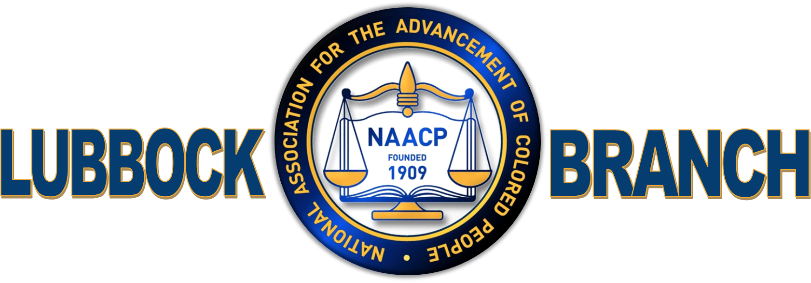 LUBBOCK
NATIONAL ASSOCIATION FOR THE ADVANCEMENT OF COLORED PEOPLE •
NAACP
FOUNDED
1909
BRANCH